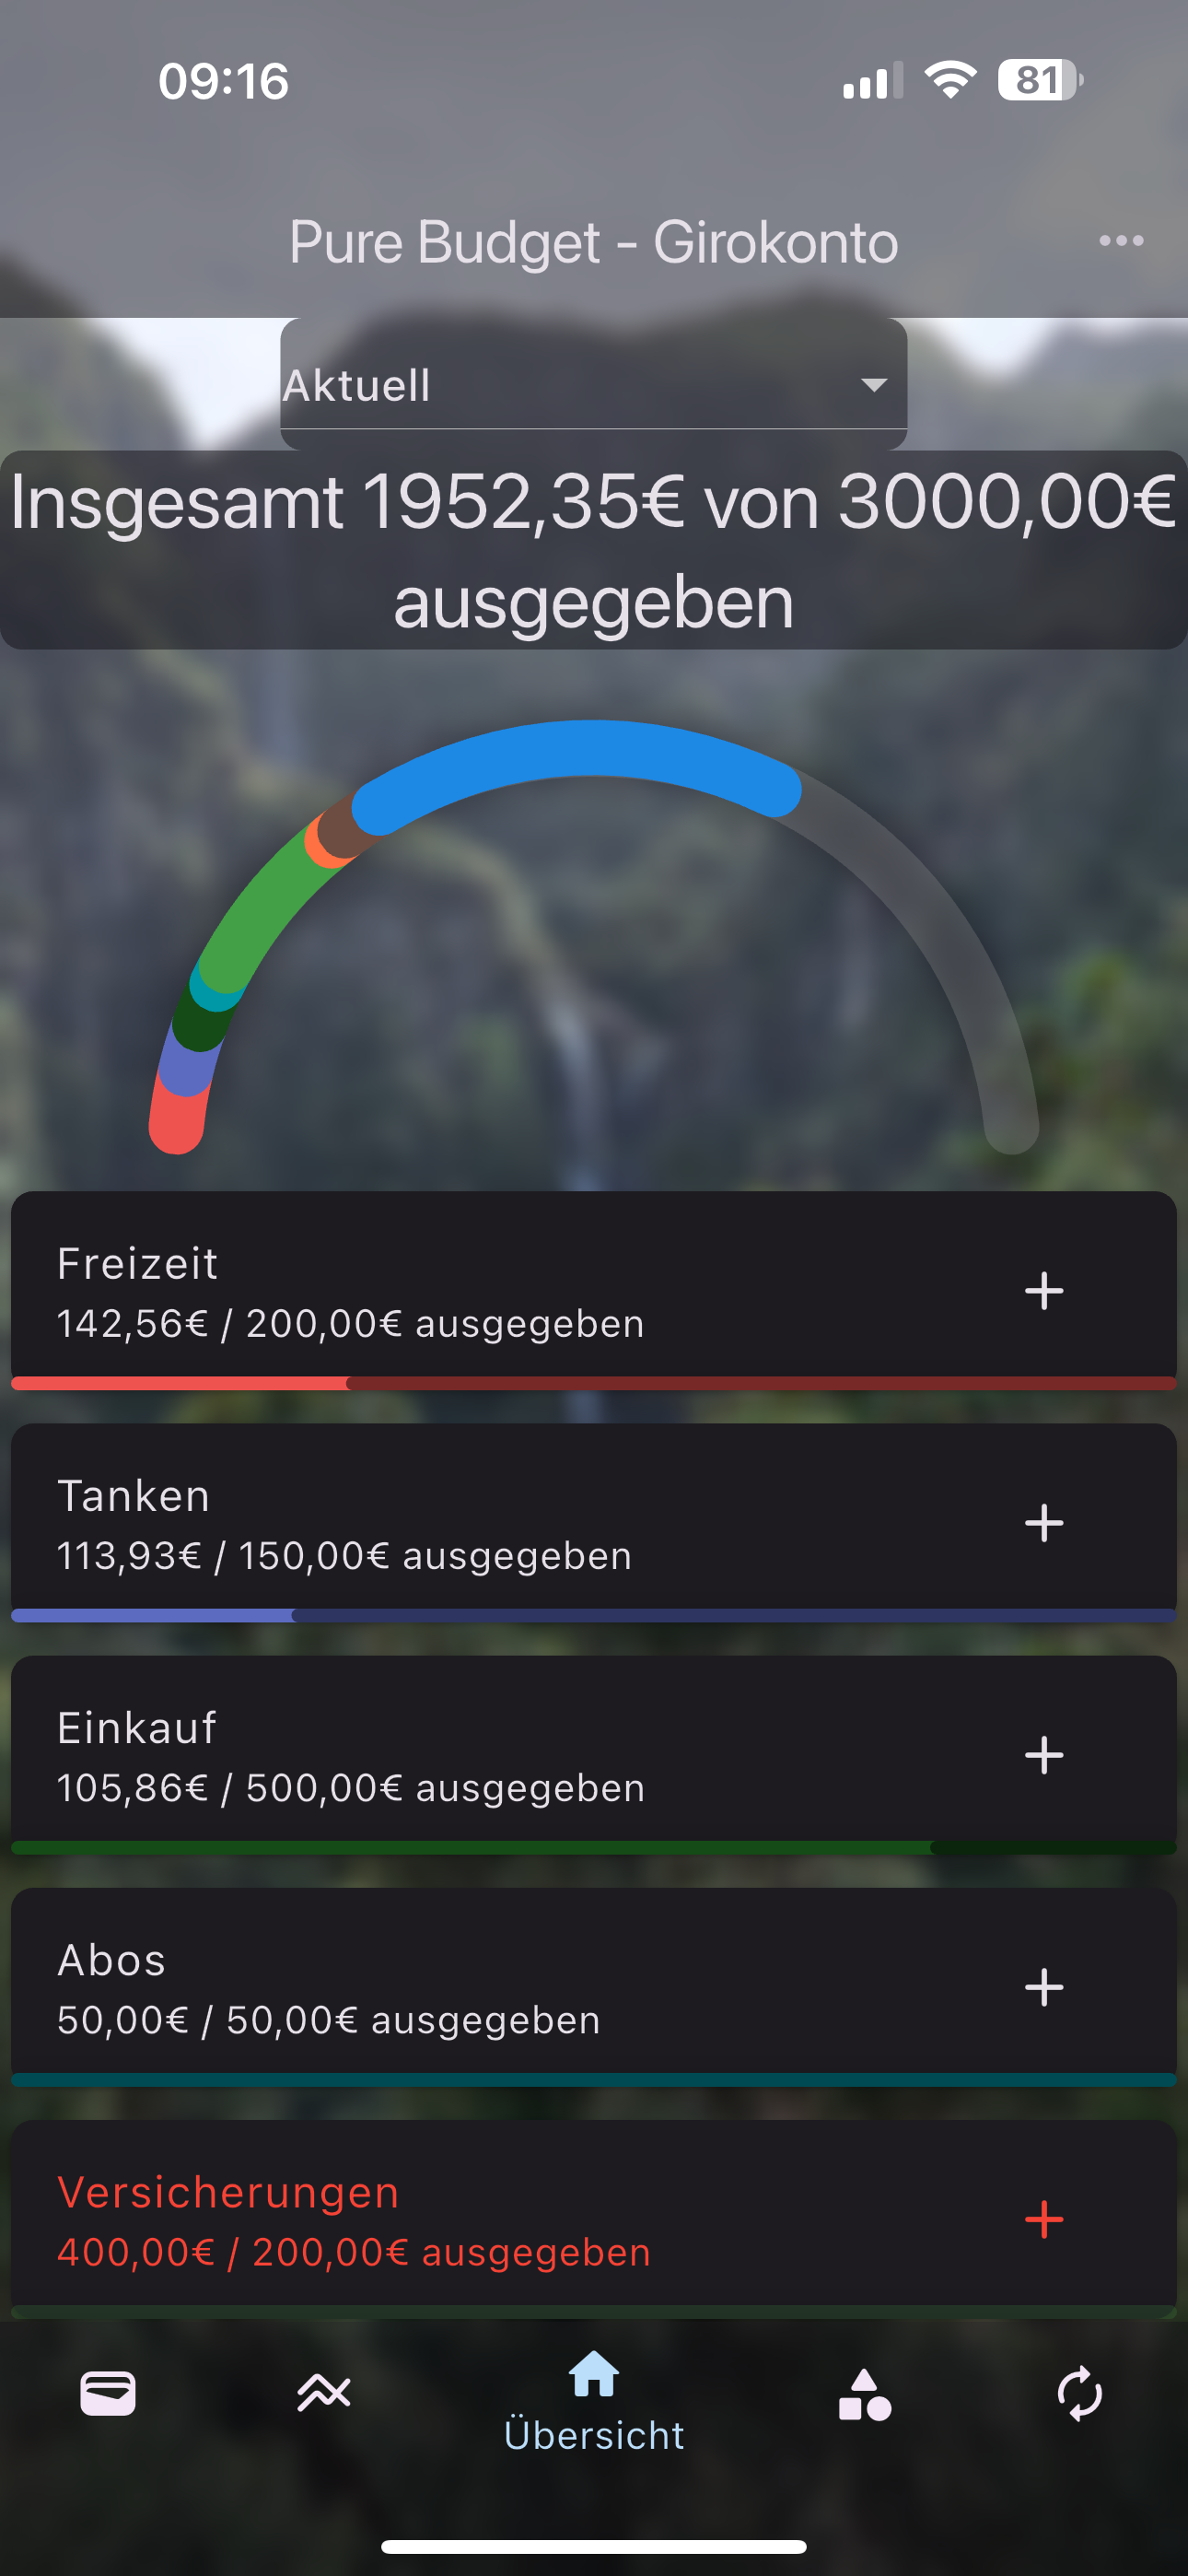 09:16
81
Pure Budget - Girokonto
Aktuell
Insgesamt 1952,35€ von 3000,00€
ausgegeben
Freizeit
142,56€ / 200,00€ ausgegeben
Tanken
113,93€ / 150,00€ ausgegeben
Einkauf
105,86€ / 500,00€ ausgegeben
Abos
50,00€ / 50,00€ ausgegeben
Versicherungen
400,00€ / 200,00€ ausgegeben
Übersicht